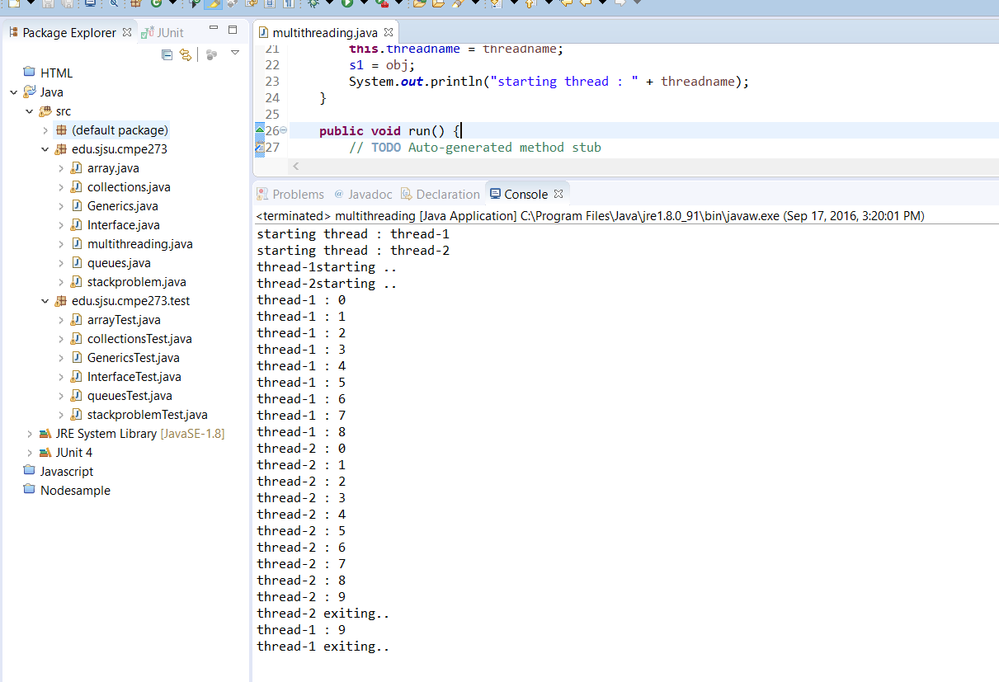 Package Explorer
JUnit
HTML
Java
src
(default package)
edu.sjsu.cmpe273
array.java
collections.java
Generics.java
Interface.java
multithreading.java
queues.java
stackproblem.java
edu.sjsu.cmpe273.test
arrayTest.java
collectionsTest.java
GenericsTest.java
InterfaceTest.java
queuesTest.java
stackproblemTest.java
JRE System Library [JavaSE-1.8]
JUnit 4
Javascript
Nodesample
multithreading.java
21 this.threadname = threadname;
22 s1 = obj;
23 System.out.println("starting thread : " + threadname);
24 }
25
26 public void run() {
27 // TODO Auto-generated method stub
Problems @ Javadoc Declaration Console
<terminated> multithreading [Java Application] C:\Program Files\Java\jre1.8.0_91\bin\javaw.exe (Sep 17, 2016, 3:20:01 PM)
starting thread : thread-1
starting thread : thread-2
thread-1starting ..
thread-2starting ..
thread-1 : 0
thread-1 : 1
thread-1 : 2
thread-1 : 3
thread-1 : 4
thread-1 : 5
thread-1 : 6
thread-1 : 7
thread-1 : 8
thread-2 : 0
thread-2 : 1
thread-2 : 2
thread-2 : 3
thread-2 : 4
thread-2 : 5
thread-2 : 6
thread-2 : 7
thread-2 : 8
thread-2 : 9
thread-2 exiting..
thread-1 : 9
thread-1 exiting..